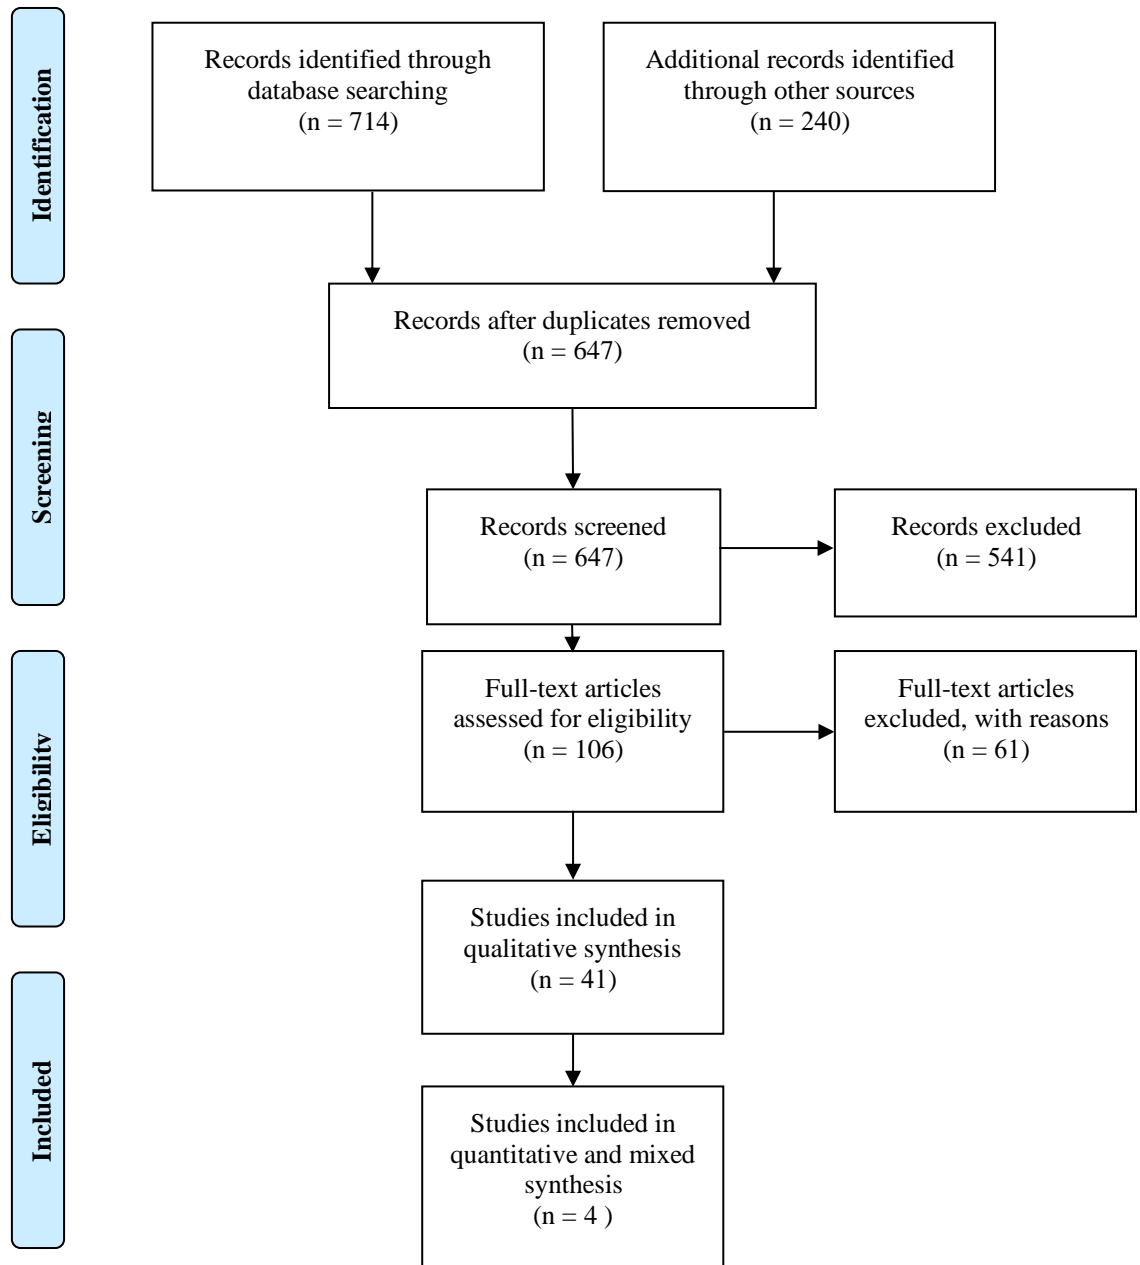 Identification
Records identified through
database searching
(n = 714)
Additional records identified
through other sources
(n = 240)
Records after duplicates removed
(n = 647)
Screening
Records screened
(n = 647)
Records excluded
(n = 541)
Eligibility
Full-text articles
assessed for eligibility
(n = 106)
Full-text articles
excluded, with reasons
(n = 61)
Studies included in
qualitative synthesis
(n = 41)
Included
Studies included in
quantitative and mixed
synthesis
(n = 4 )